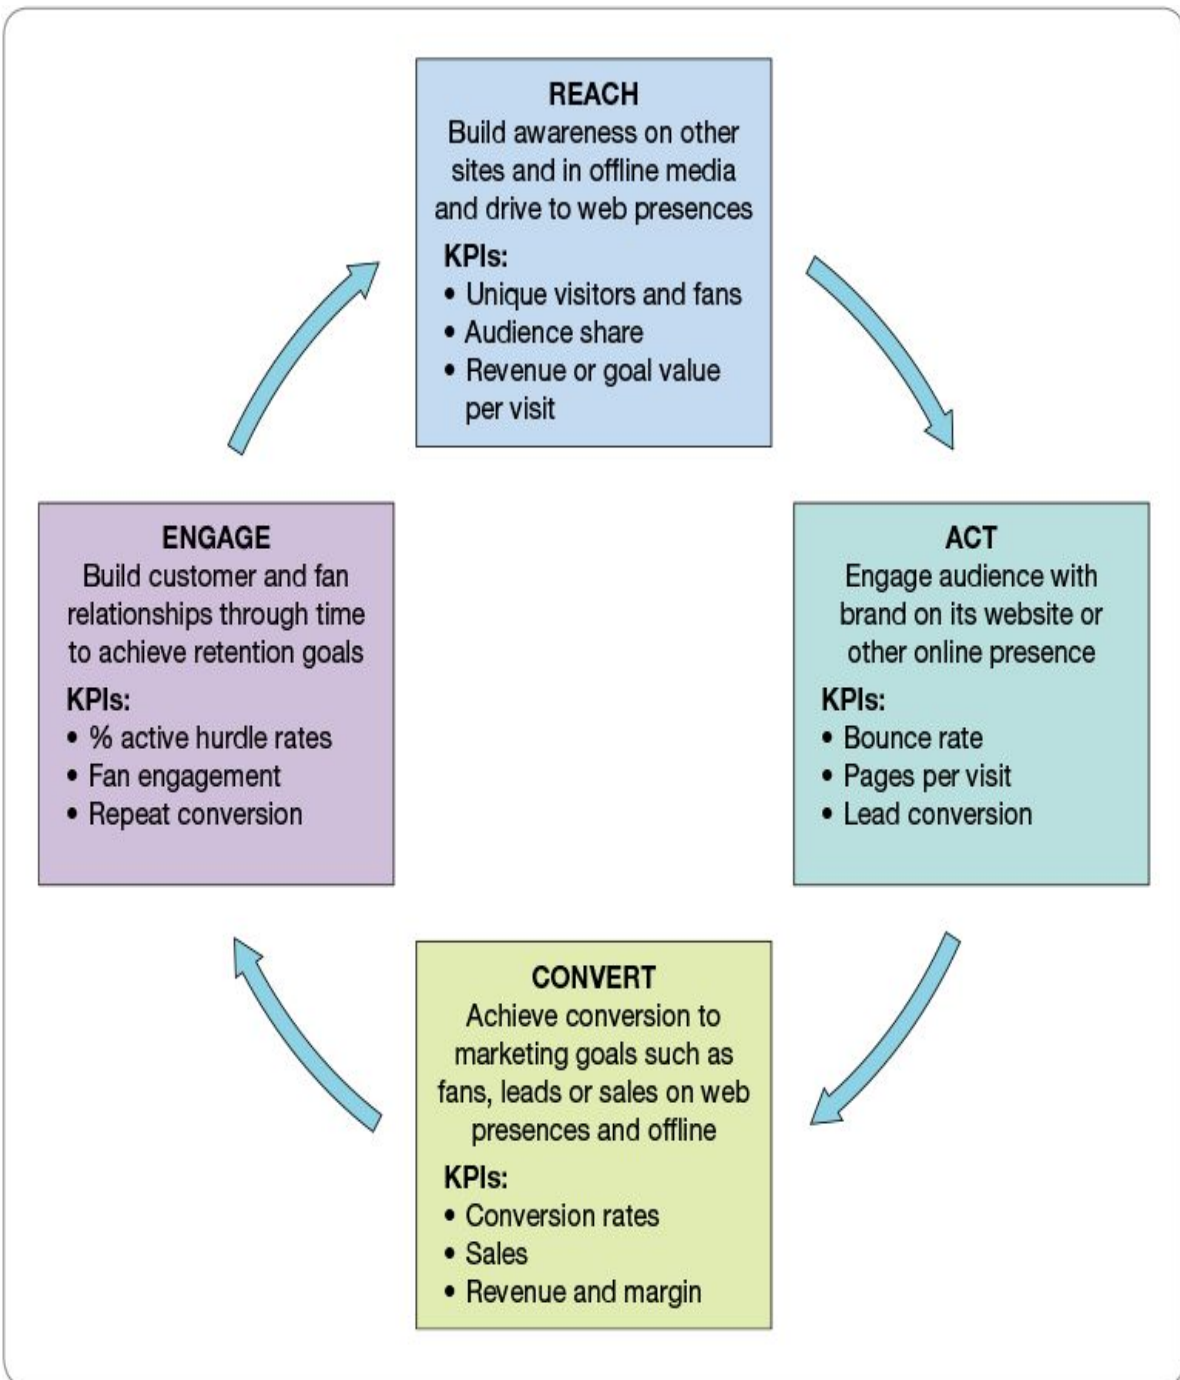 REACH
Build awareness on other
sites and in offline media
and drive to web presences
KPIs:
• Unique visitors and fans
• Audience share
• Revenue or goal value
per visit
ENGAGE
Build customer and fan
relationships through time
to achieve retention goals
KPIs:
• % active hurdle rates
• Fan engagement
• Repeat conversion
ACT
Engage audience with
brand on its website or
other online presence
KPIs:
• Bounce rate
• Pages per visit
• Lead conversion
CONVERT
Achieve conversion to
marketing goals such as
fans, leads or sales on web
presences and offline
KPIs:
• Conversion rates
• Sales
• Revenue and margin